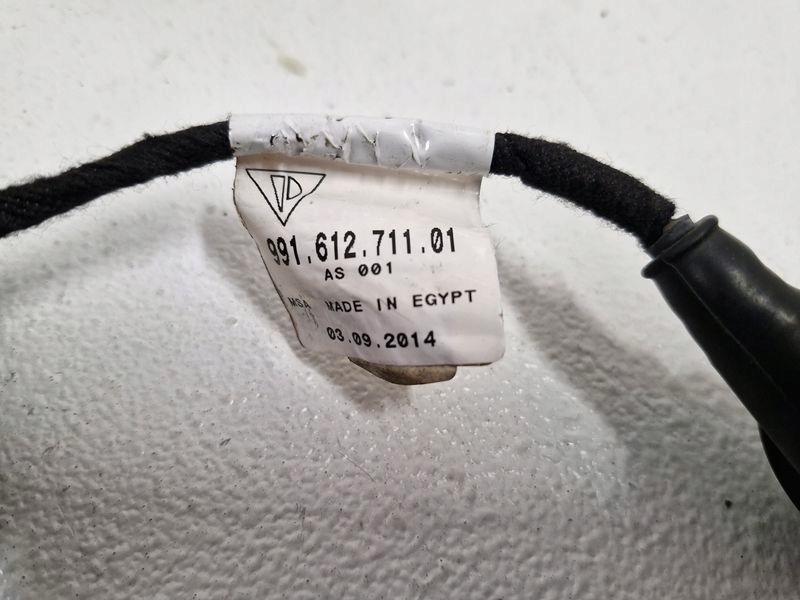 991.612.711.01
AS 001
MSA MADE IN EGYPT
03.09.2014